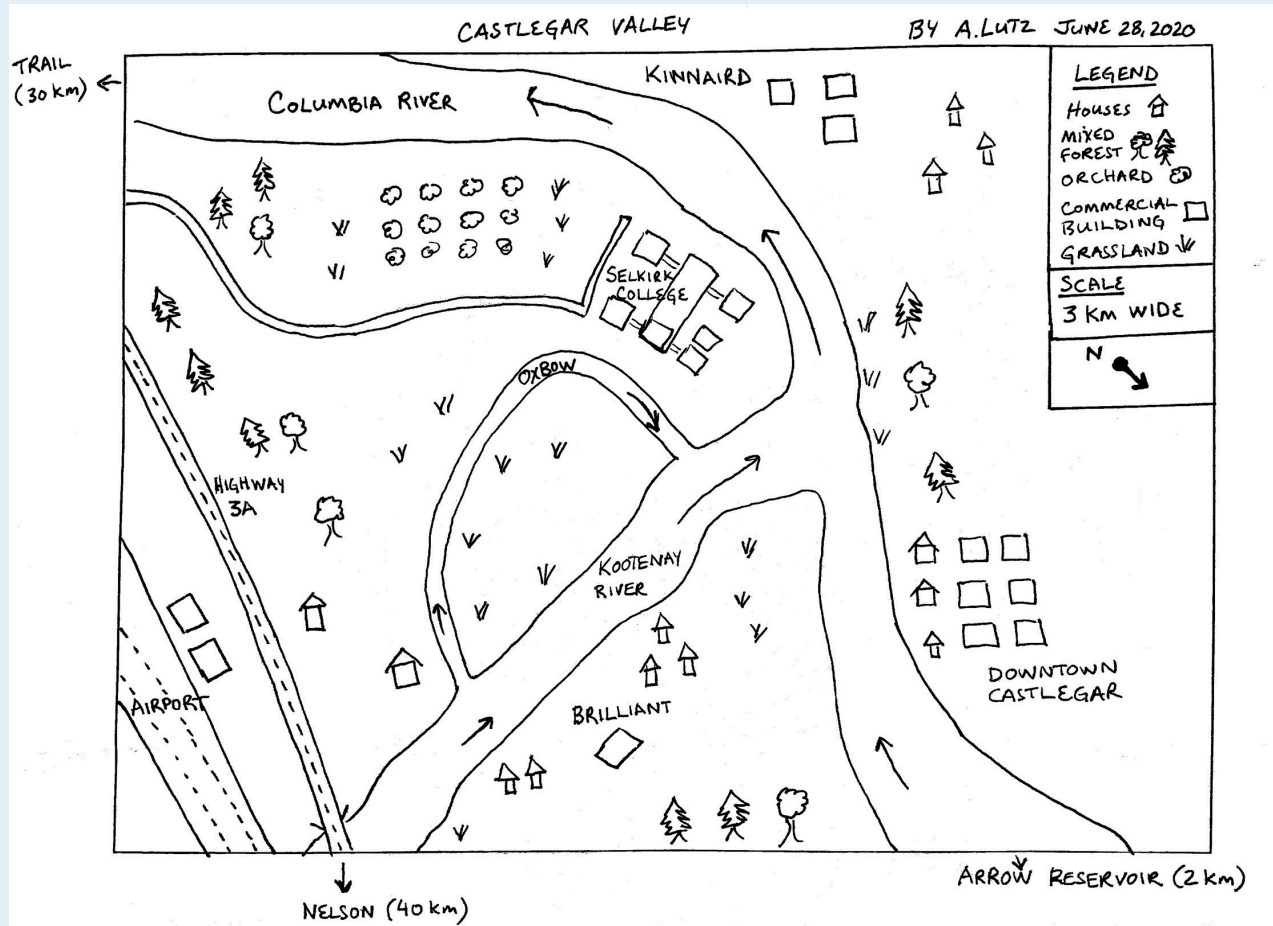 CASTLEGAR VALLEY
BY A.LUTZ JUNE 28, 2020
TRAIL
(30 km)
COLUMBIA RIVER
KINNAIRD
LEGEND
HOUSES
MIXED
FOREST
ORCHARD
COMMERCIAL
BUILDING
GRASSLAND
SCALE
3 KM WIDE
N
SELKIRK
COLLEGE
OXBOW
HIGHWAY
3A
KOOTENAY
RIVER
AIRPORT
BRILLIANT
DOWNTOWN
CASTLEGAR
NELSON (40 km)
ARROW RESERVOIR (2 km)